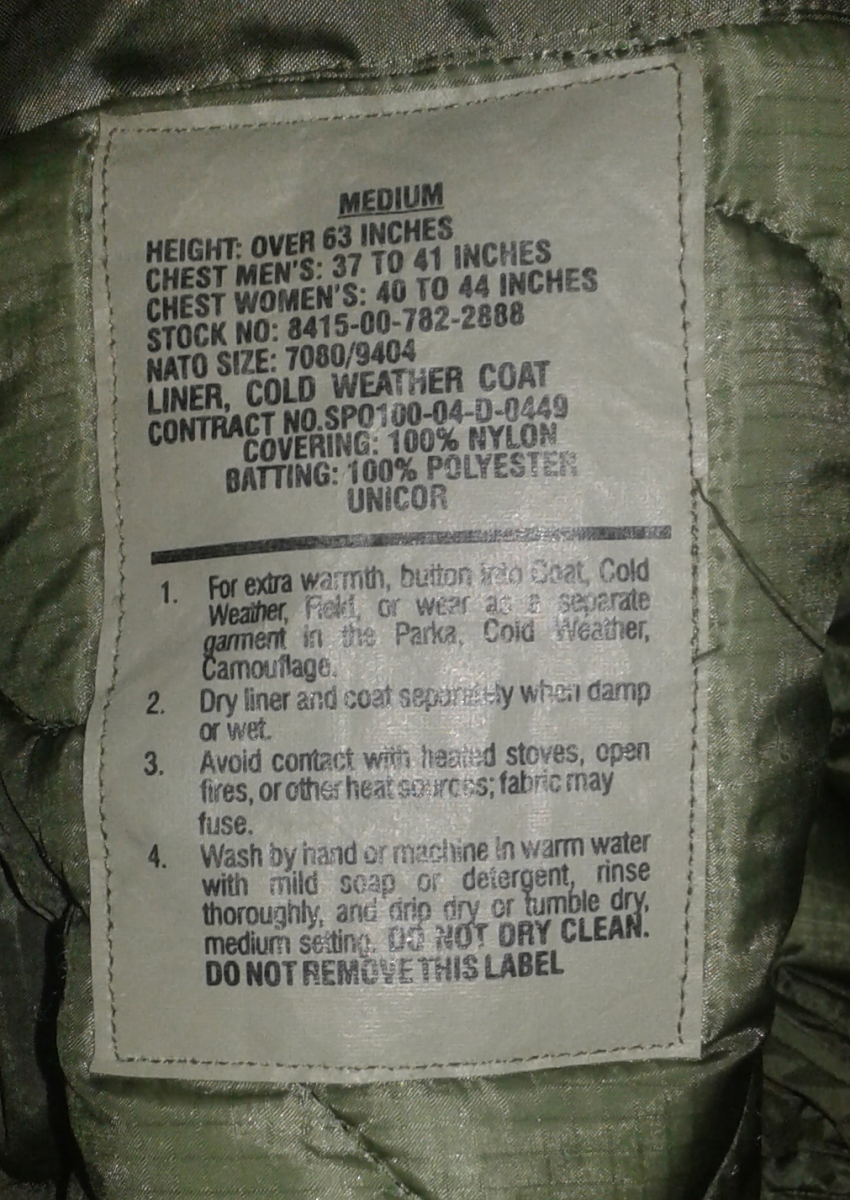 MEDIUM
HEIGHT: OVER 63 INCHES
CHEST MEN'S: 37 TO 41 INCHES
CHEST WOMEN'S: 40 TO 44 INCHES
STOCK NO: 8415-00-782-2888
NATO SIZE: 7080/9404
LINER, COLD WEATHER COAT
CONTRACT NO.SPO100-04-D-0449
COVERING: 100% NYLON
BATTING: 100% POLYESTER
UNICOR
1. For extra warmth, button into Coat, Cold
Weather, Field, or wear as a separate
garment in the Parka, Cold Weather,
Camouflage.
2. Dry liner and coat separately when damp
or wet.
3. Avoid contact with heated stoves, open
fires, or other heat sources; fabric may
fuse.
4. Wash by hand or machine in warm water
with mild soap or detergent, rinse
thoroughly, and drip dry or tumble dry,
medium setting. DO NOT DRY CLEAN.
DO NOT REMOVE THIS LABEL